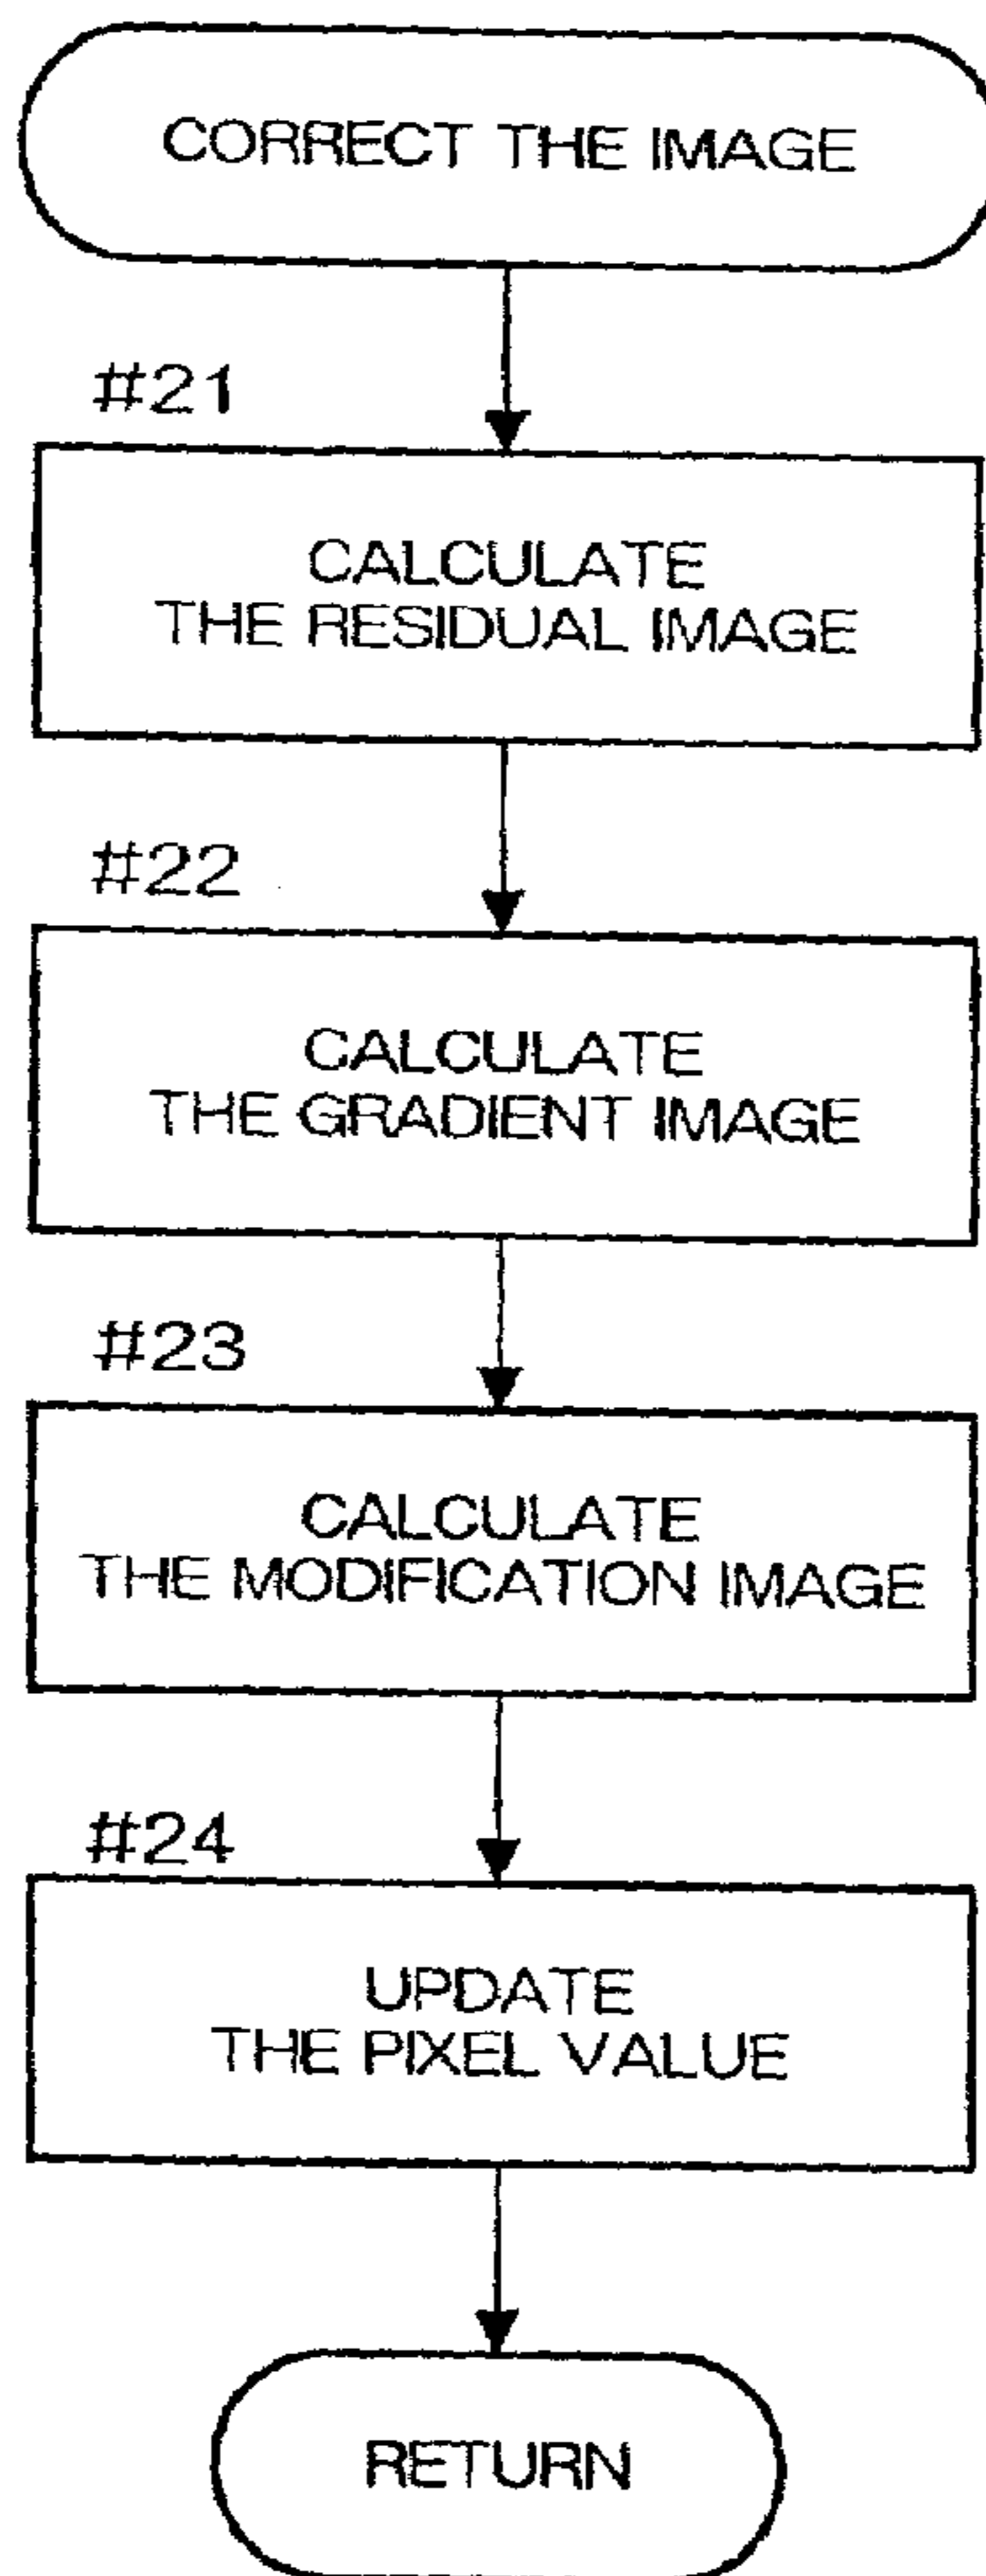 CORRECT THE IMAGE
#21
CALCULATE
THE RESIDUAL IMAGE
#22
CALCULATE
THE GRADIENT IMAGE
#23
CALCULATE
THE MODIFICATION IMAGE
#24
UPDATE
THE PIXEL VALUE
RETURN